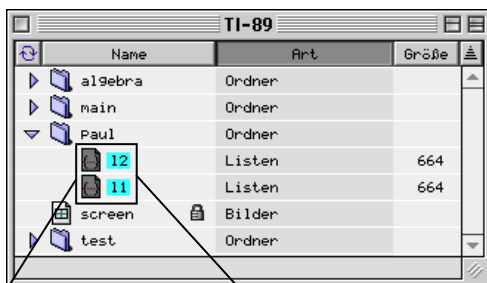 TI-89
Name Art Größe
algebra Ordner
main Ordner
Paul Ordner
12 Listen 664
11 Listen 664
screen Bilder
test Ordner